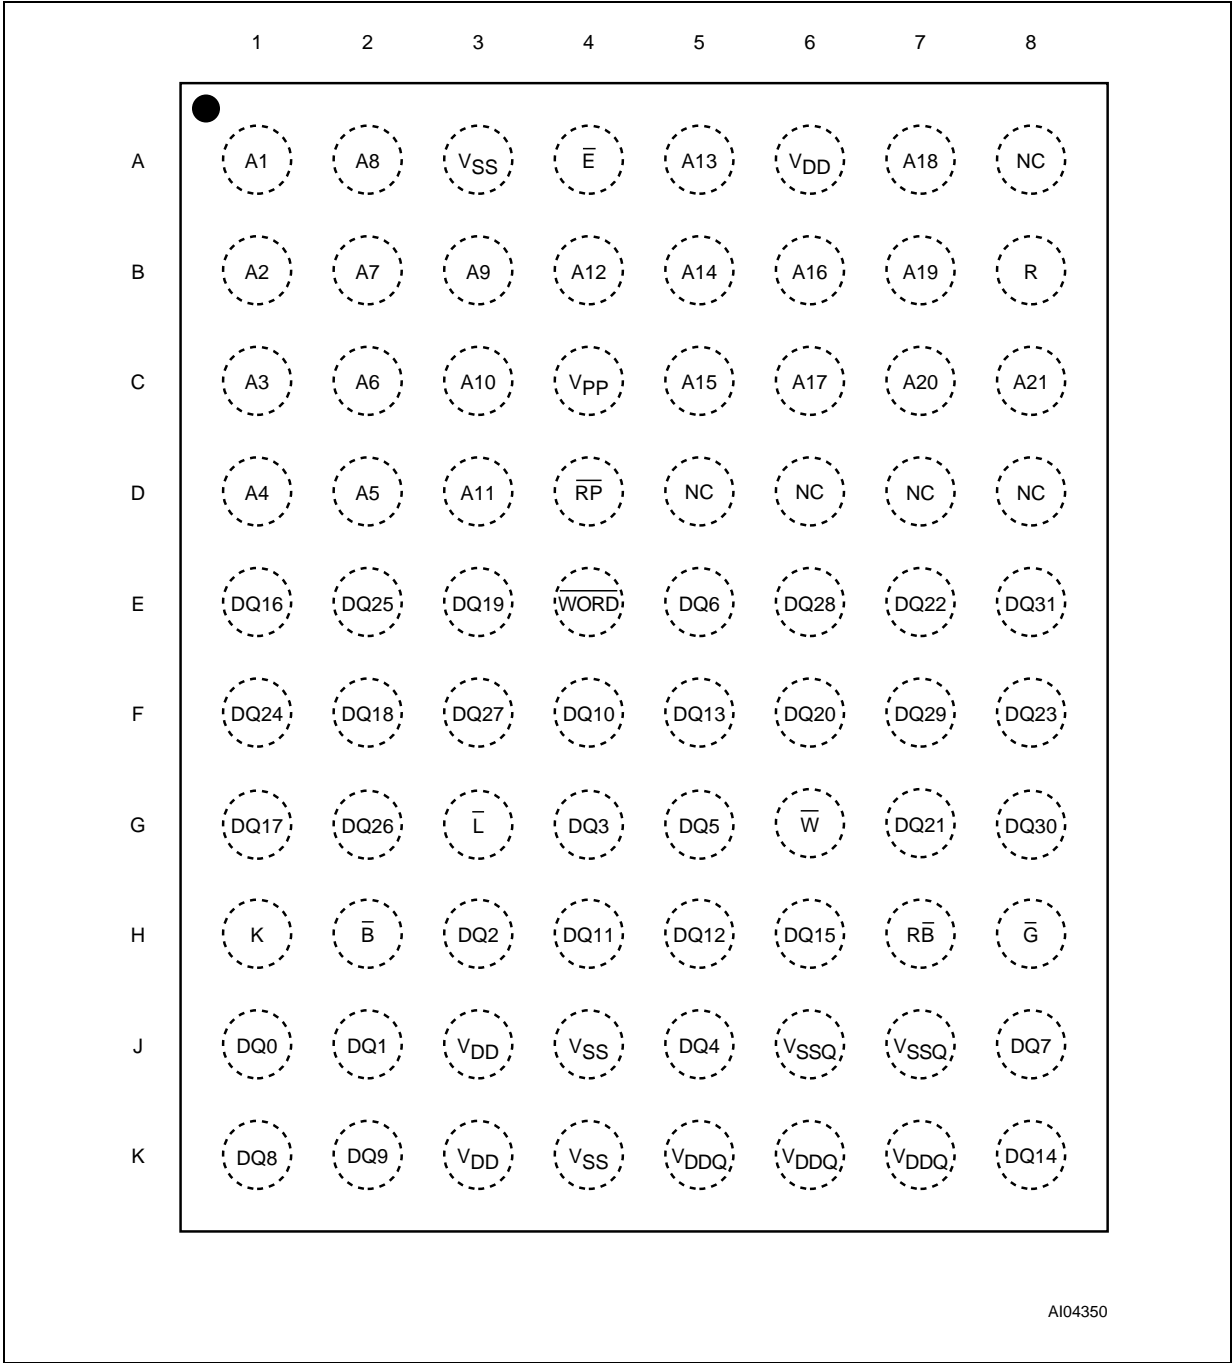 1 2 3 4 5 6 7 8
A A1 A8 VSS E̅ A13 VDD A18 NC
B A2 A7 A9 A12 A14 A16 A19 R
C A3 A6 A10 VPP A15 A17 A20 A21
D A4 A5 A11 R̅P̅ NC NC NC NC
E DQ16 DQ25 DQ19 W̅O̅R̅D̅ DQ6 DQ28 DQ22 DQ31
F DQ24 DQ18 DQ27 DQ10 DQ13 DQ20 DQ29 DQ23
G DQ17 DQ26 L̅ DQ3 DQ5 W̅ DQ21 DQ30
H K B̅ DQ2 DQ11 DQ12 DQ15 RB̅ G̅
J DQ0 DQ1 VDD VSS DQ4 VSSQ VSSQ DQ7
K DQ8 DQ9 VDD VSS VDDQ VDDQ VDDQ DQ14
AI04350